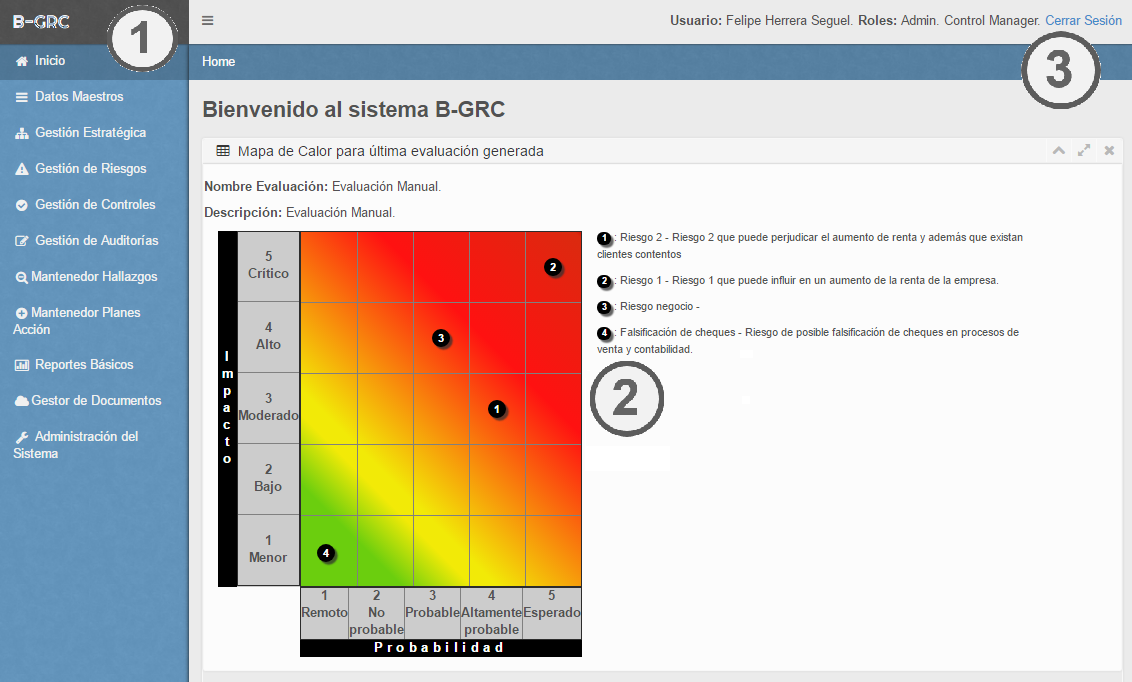 B-GRC
1
Usuario: Felipe Herrera Seguel. Roles: Admin. Control Manager. Cerrar Sesión
3
Inicio
Datos Maestros
Gestión Estratégica
Gestión de Riesgos
Gestión de Controles
Gestión de Auditorías
Mantenedor Hallazgos
Mantenedor Planes
Acción
Reportes Básicos
Gestor de Documentos
Administración del
Sistema
Home
Bienvenido al sistema B-GRC
Mapa de Calor para última evaluación generada
Nombre Evaluación: Evaluación Manual.
Descripción: Evaluación Manual.
Impacto
5
Crítico
4
Alto
3
Moderado
2
Bajo
1
Menor
2
3
1
4
1
Remoto
2
No
probable
3
Probable
4
Altamente
probable
5
Esperado
Probabilidad
1 : Riesgo 2 - Riesgo 2 que puede perjudicar el aumento de renta y además que existan
clientes contentos
2 : Riesgo 1 - Riesgo 1 que puede influir en un aumento de la renta de la empresa.
3 : Riesgo negocio -
4 : Falsificación de cheques - Riesgo de posible falsificación de cheques en procesos de
venta y contabilidad.
2